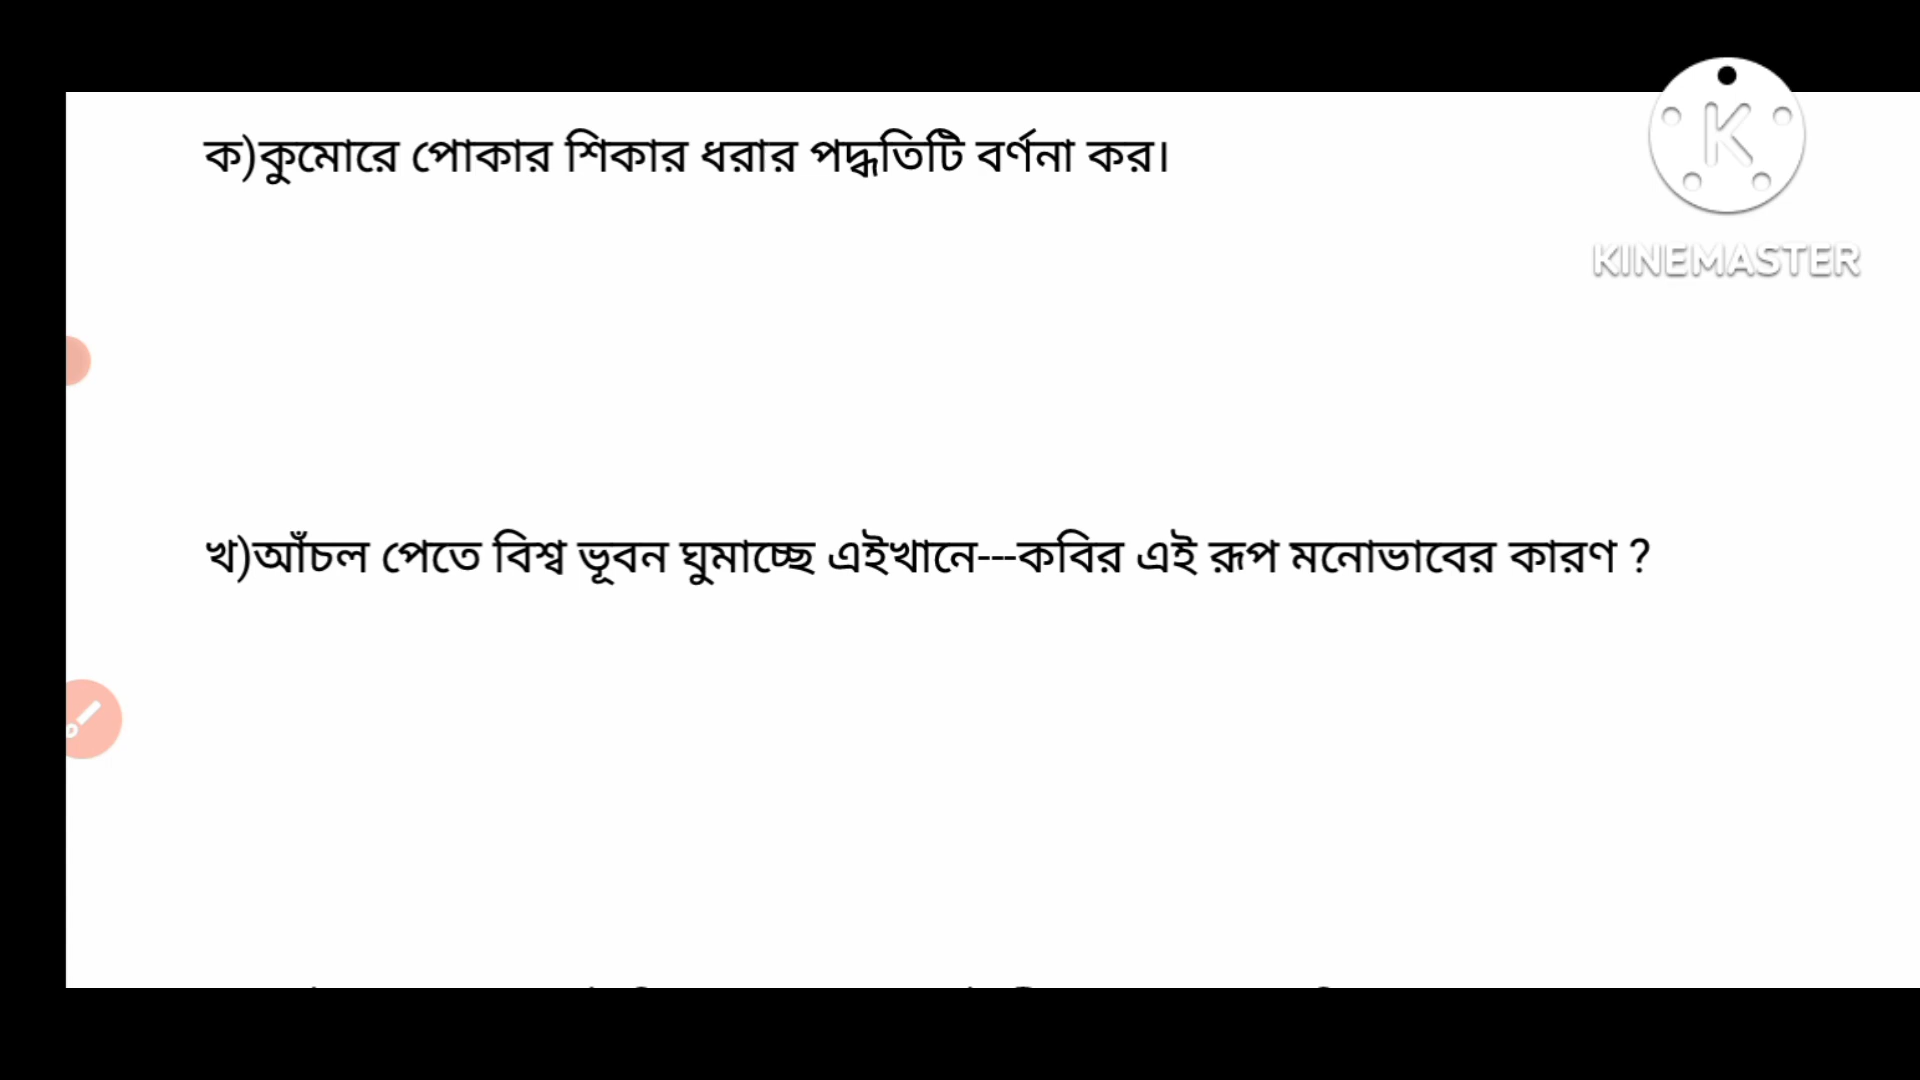 ক)কুমোরে পোকার শিকার ধরার পদ্ধতিটি বর্ণনা কর।
K
KINEMASTER
খ)আঁচল পেতে বিশ্ব ভূবন ঘুমাচ্ছে এইখানে---কবির এই রূপ মনোভাবের কারণ ?